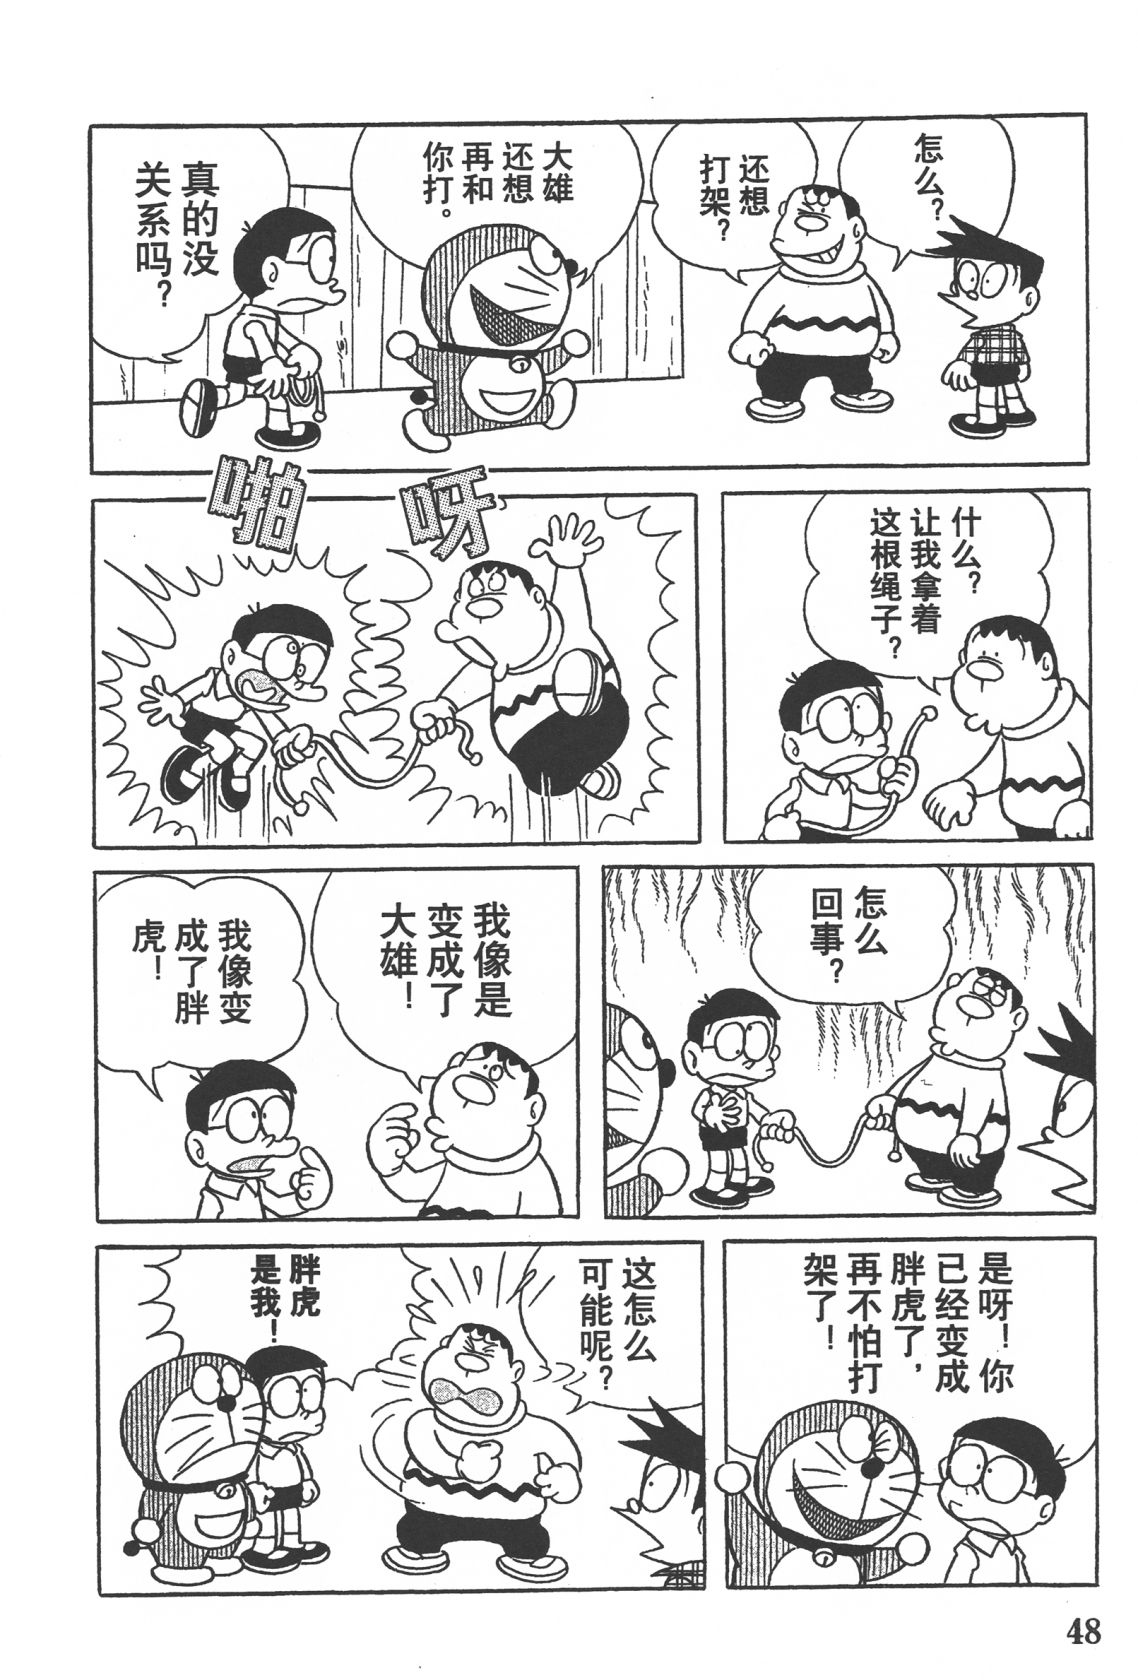 怎么？
还想
打架？
大雄
还想
再和
你打。
真的没
关系吗？
什么？
让我拿着
这根绳子？
啪
呀
怎么
回事？
我像是
变成了
大雄！
我像变
成了胖
虎！
是呀！你
已经变成
胖虎了，
再不怕打
架了！
这怎么
可能呢？
胖虎
是我！
48